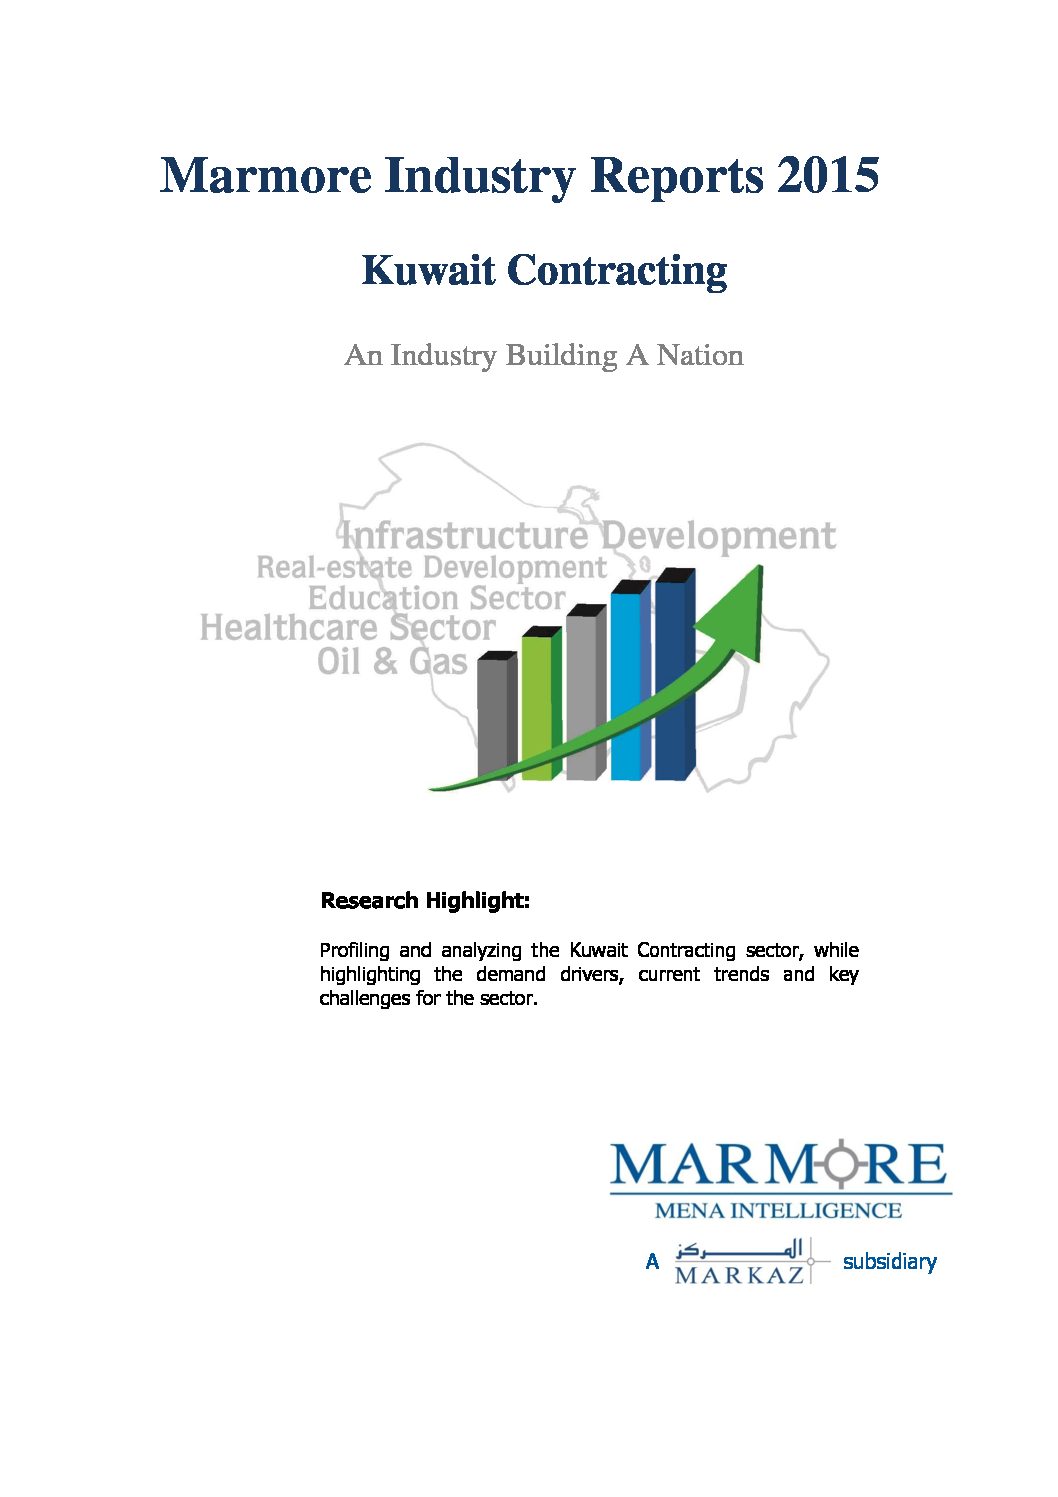 Marmore Industry Reports 2015
Kuwait Contracting
An Industry Building A Nation
Infrastructure Development
Real-estate Development
Education Sector
Healthcare Sector
Oil & Gas
Research Highlight:
Profiling and analyzing the Kuwait Contracting sector, while
highlighting the demand drivers, current trends and key
challenges for the sector.
MARMORE
MENA INTELLIGENCE
المركز
A MARKAZ subsidiary